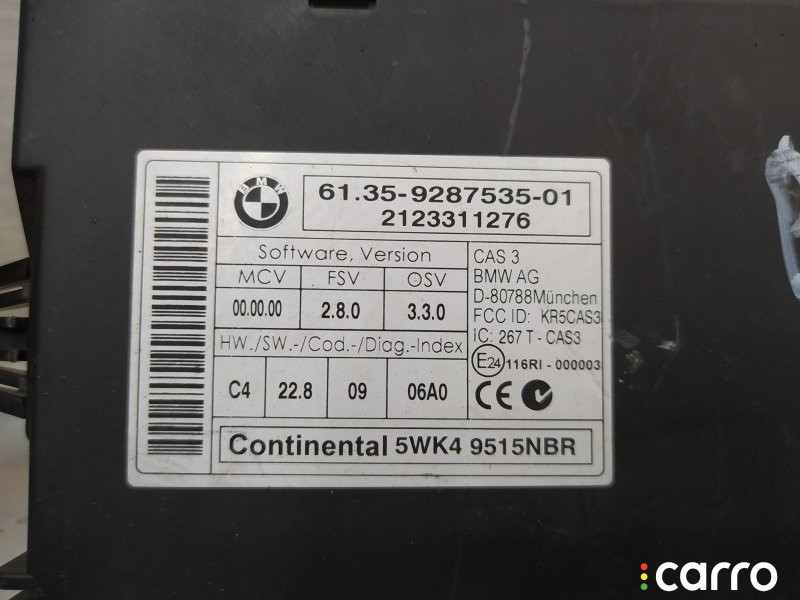 BMW
61.35-9287535-01
2123311276
Software, Version
MCV FSV OSV
00.00.00 2.8.0 3.3.0
HW./SW.-/Cod.-/Diag.-Index
C4 22.8 09 06A0
CAS 3
BMW AG
D-80788München
FCC ID: KR5CAS3
IC: 267 T - CAS3
E24 116RI - 000003
CE
Continental 5WK4 9515NBR
carro